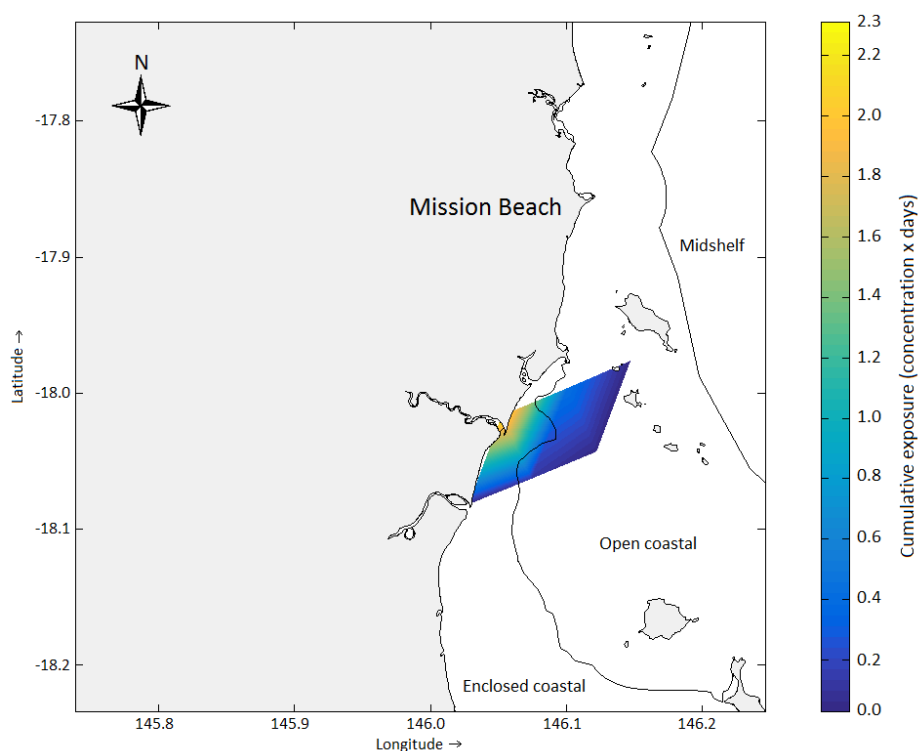 N
Mission Beach
Midshelf
Open coastal
Enclosed coastal
-17.8
-17.9
-18.0
-18.1
-18.2
Latitude →
145.8 145.9 146.0 146.1 146.2
Longitude →
2.3
2.2
2.0
1.8
1.6
1.4
1.2
1.0
0.8
0.6
0.4
0.2
0.0
Cumulative exposure (concentration x days)